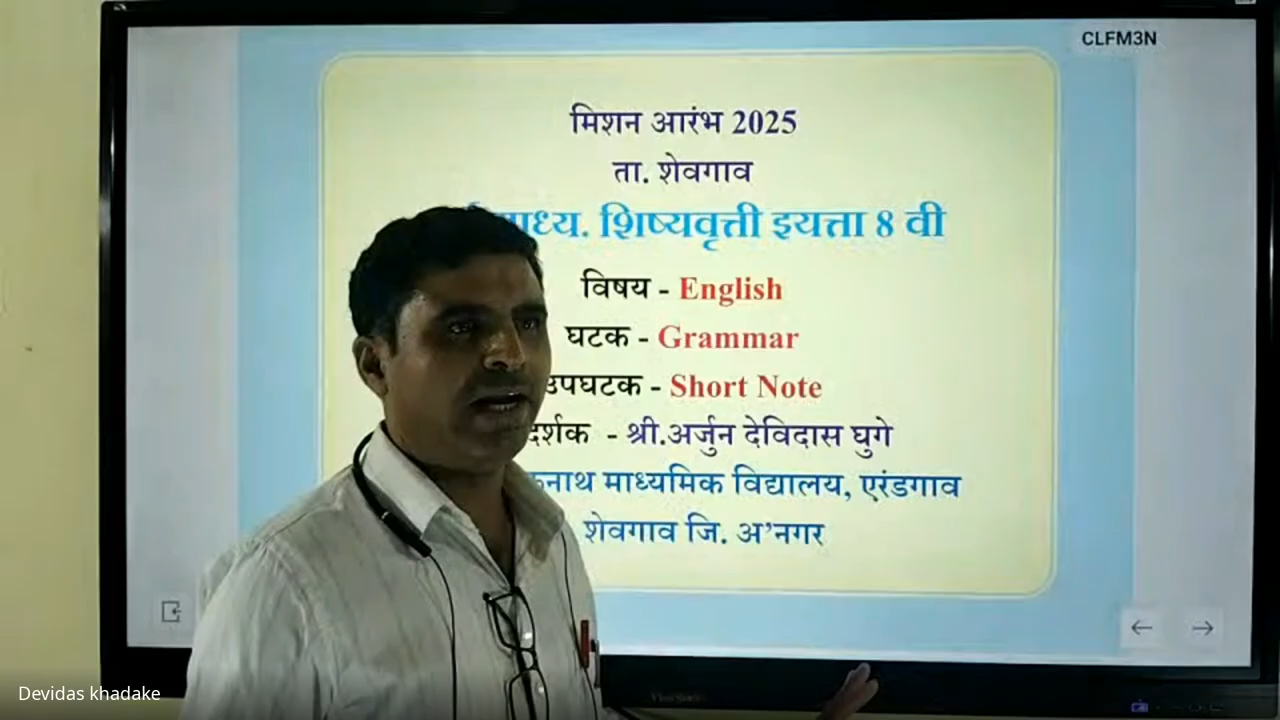 CLFM3N
मिशन आरंभ 2025
ता. शेवगाव
शिष्यवृत्ती इयत्ता 8 वी
विषय - English
घटक - Grammar
उपघटक - Short Note
- श्री.अर्जुन देविदास घुगे
माध्यमिक विद्यालय, एरंडगाव
शेवगाव जि. अ’नगर
Devidas khadake